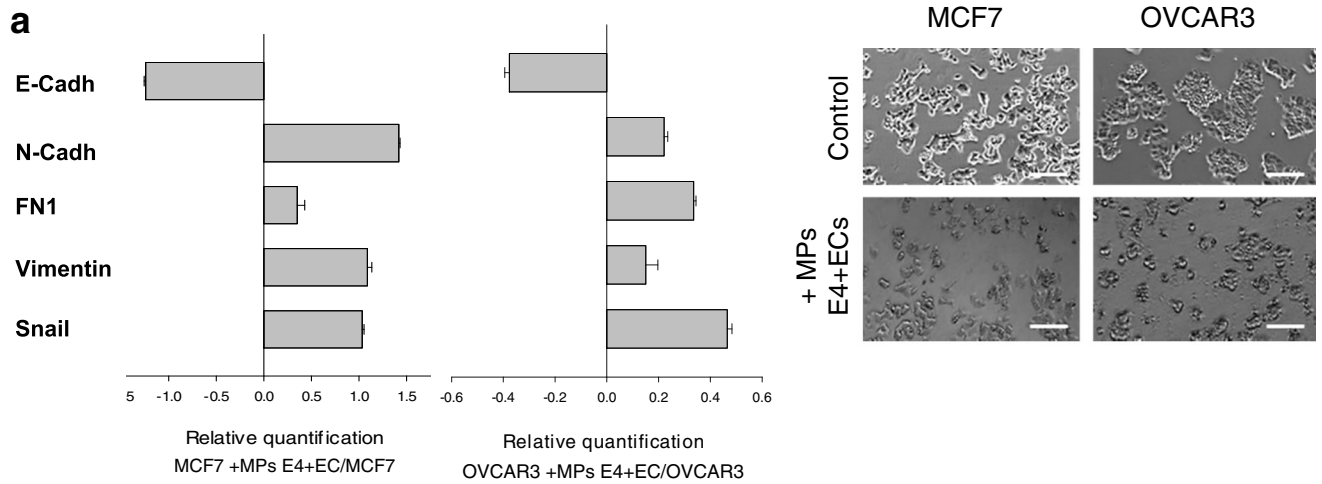 a
MCF7 OVCAR3
E-Cadh
N-Cadh
FN1
Vimentin
Snail
5 -1.0 -0.5 0.0 0.5 1.0 1.5
Relative quantification
MCF7 +MPs E4+EC/MCF7
-0.6 -0.4 -0.2 0.0 0.2 0.4 0.6
Relative quantification
OVCAR3 +MPs E4+EC/OVCAR3
Control
+ MPs
E4+ECs